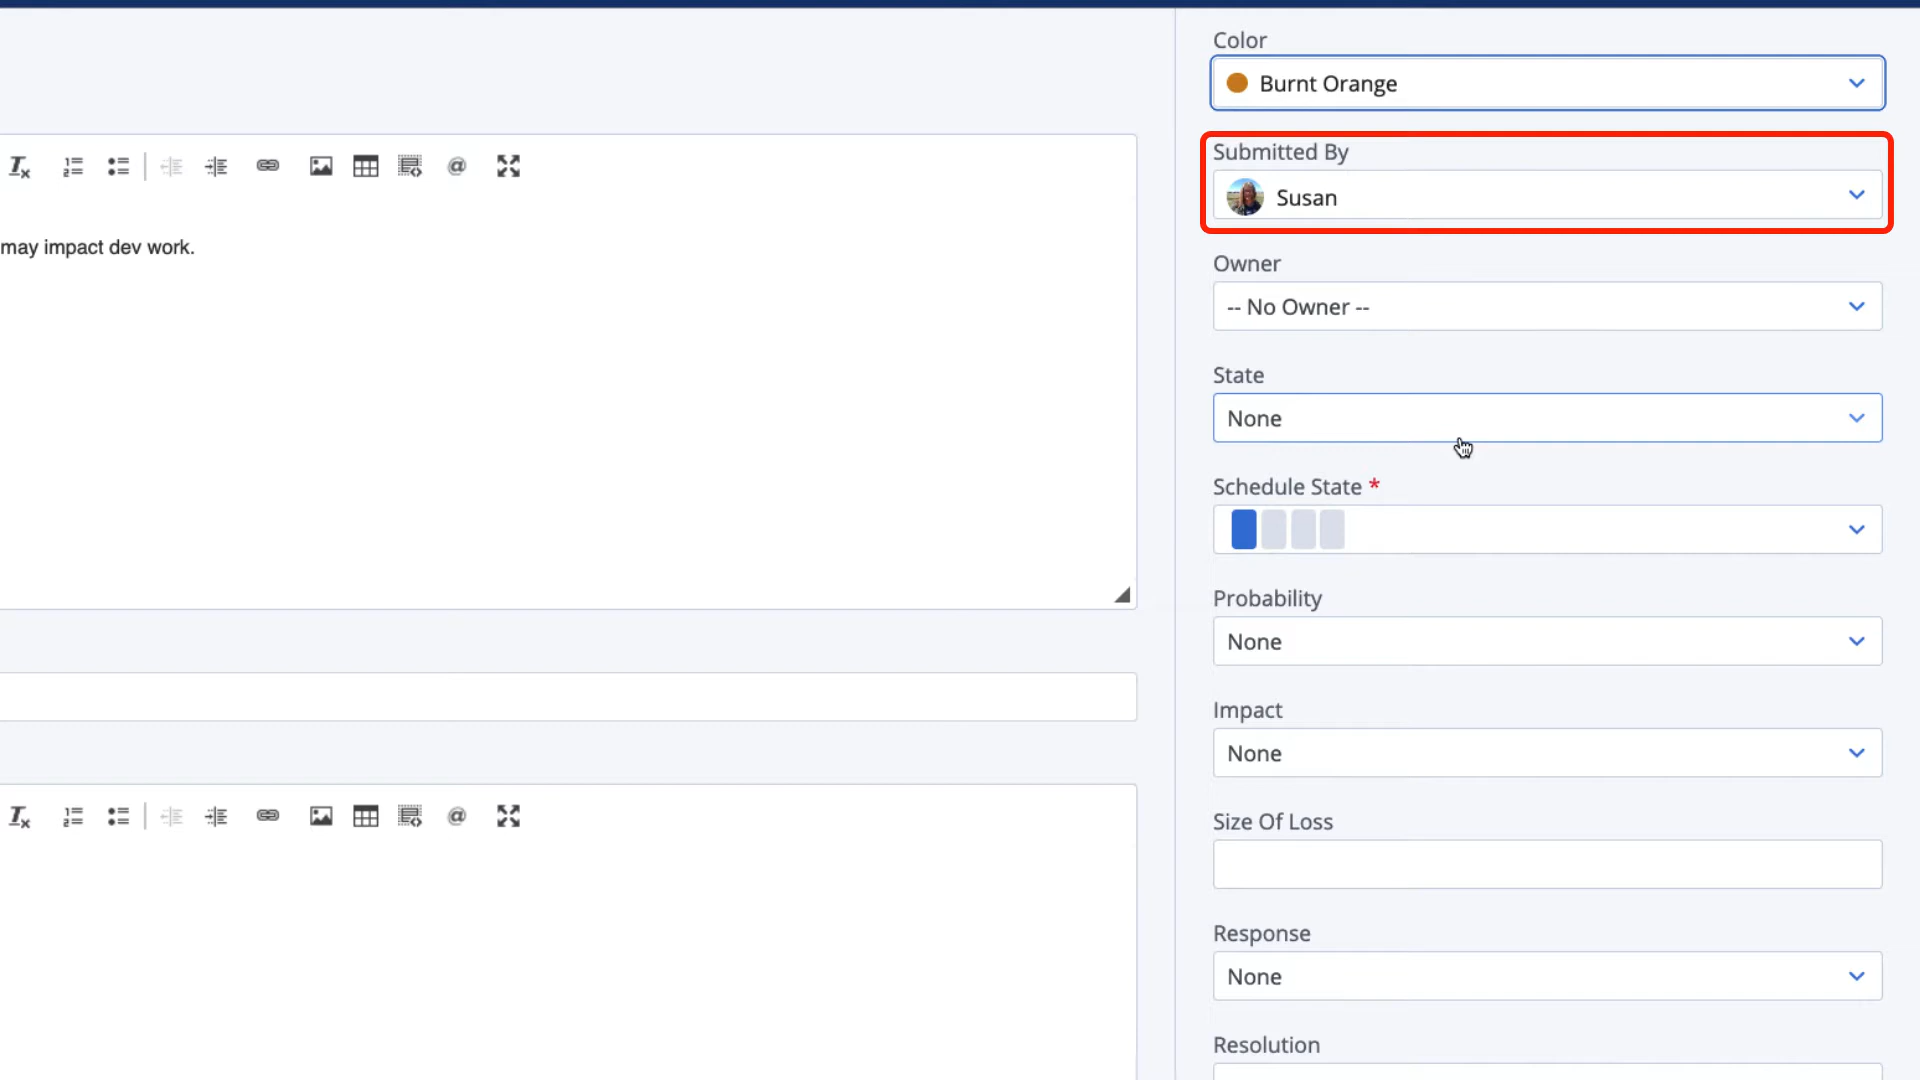 Color
Burnt Orange
Submitted By
Susan
may impact dev work.
Owner
-- No Owner --
State
None
Schedule State *
Probability
None
Impact
None
Size Of Loss
Response
None
Resolution